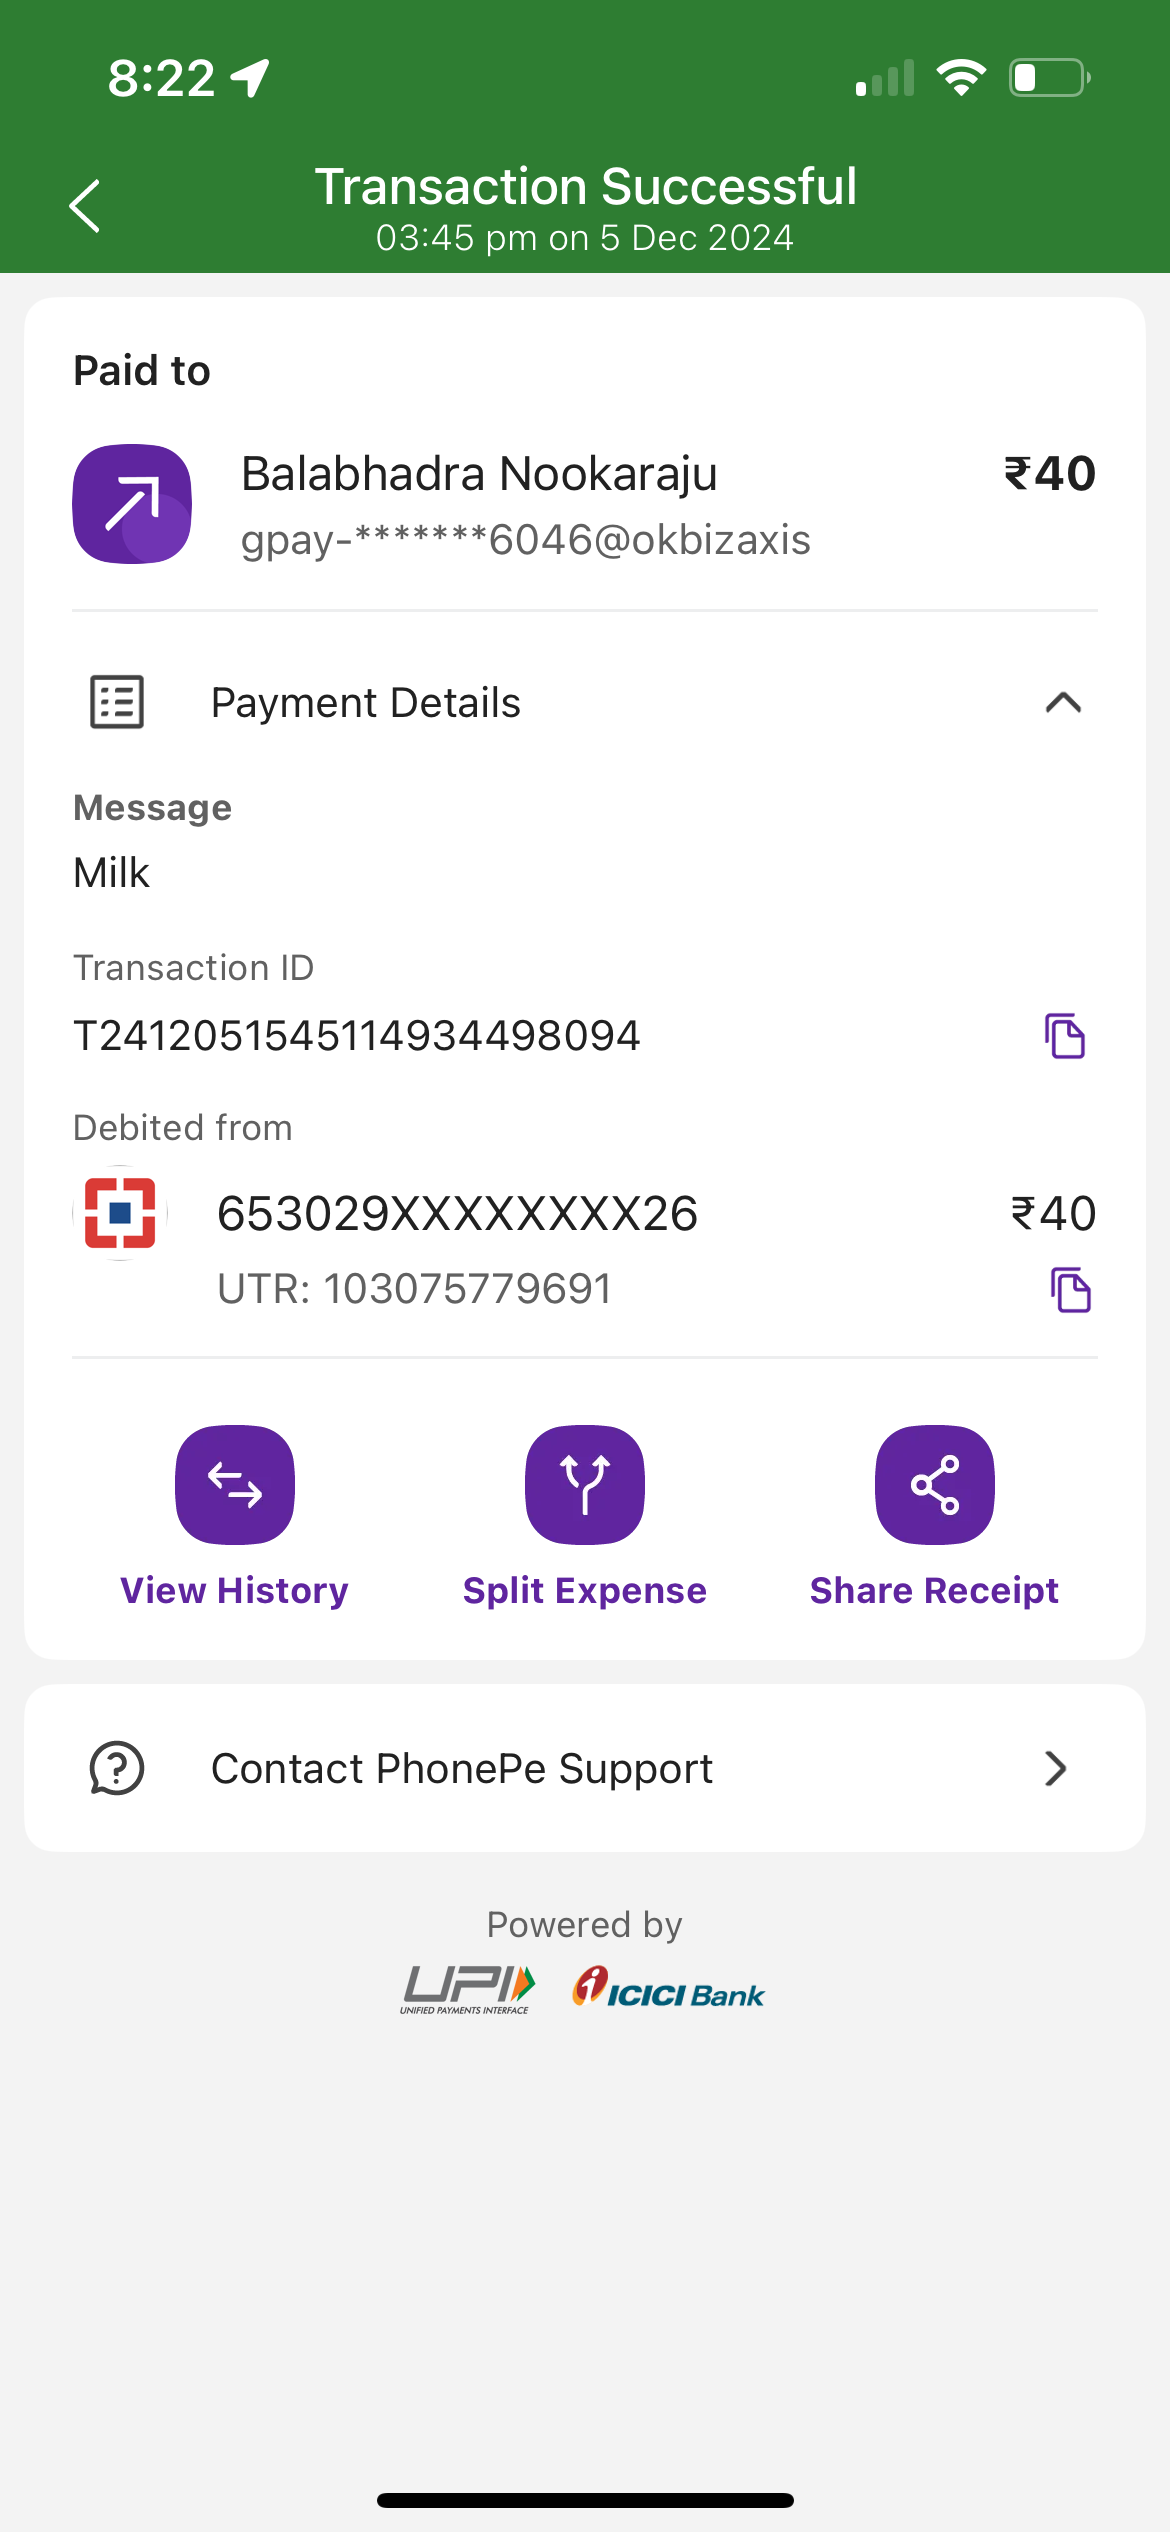 8:22
Transaction Successful
03:45 pm on 5 Dec 2024
Paid to
Balabhadra Nookaraju ₹40
gpay-*******6046@okbizaxis
Payment Details
Message
Milk
Transaction ID
T2412051545114934498094
Debited from
653029XXXXXXXX26 ₹40
UTR: 103075779691
View History Split Expense Share Receipt
Contact PhonePe Support
Powered by
UPI ICICI Bank
UNIFIED PAYMENTS INTERFACE